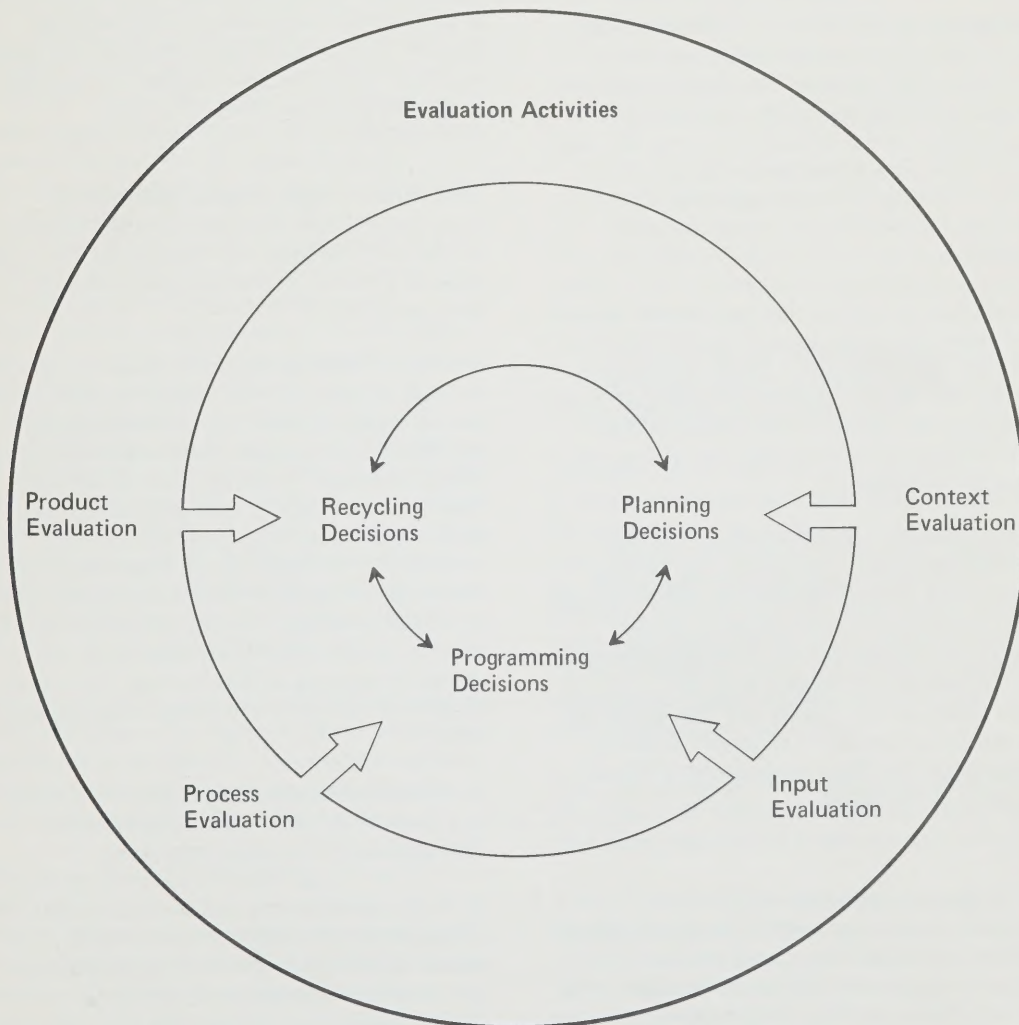 Evaluation Activities
Product
Evaluation
Recycling
Decisions
Planning
Decisions
Context
Evaluation
Programming
Decisions
Process
Evaluation
Input
Evaluation